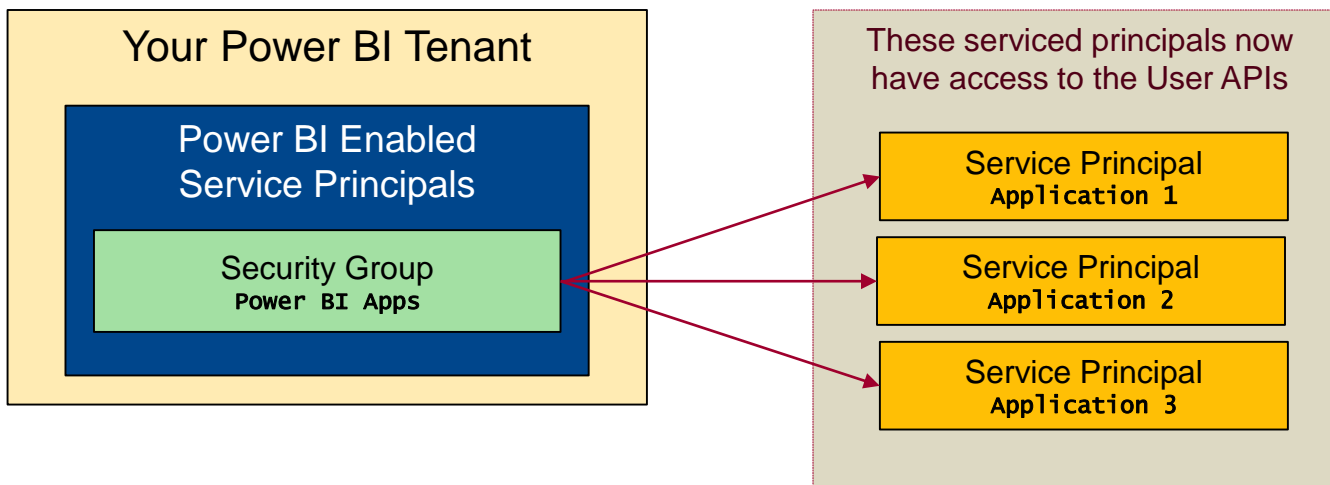 Your Power BI Tenant
Power BI Enabled
Service Principals
Security Group
Power BI Apps
These serviced principals now
have access to the User APIs
Service Principal
Application 1
Service Principal
Application 2
Service Principal
Application 3